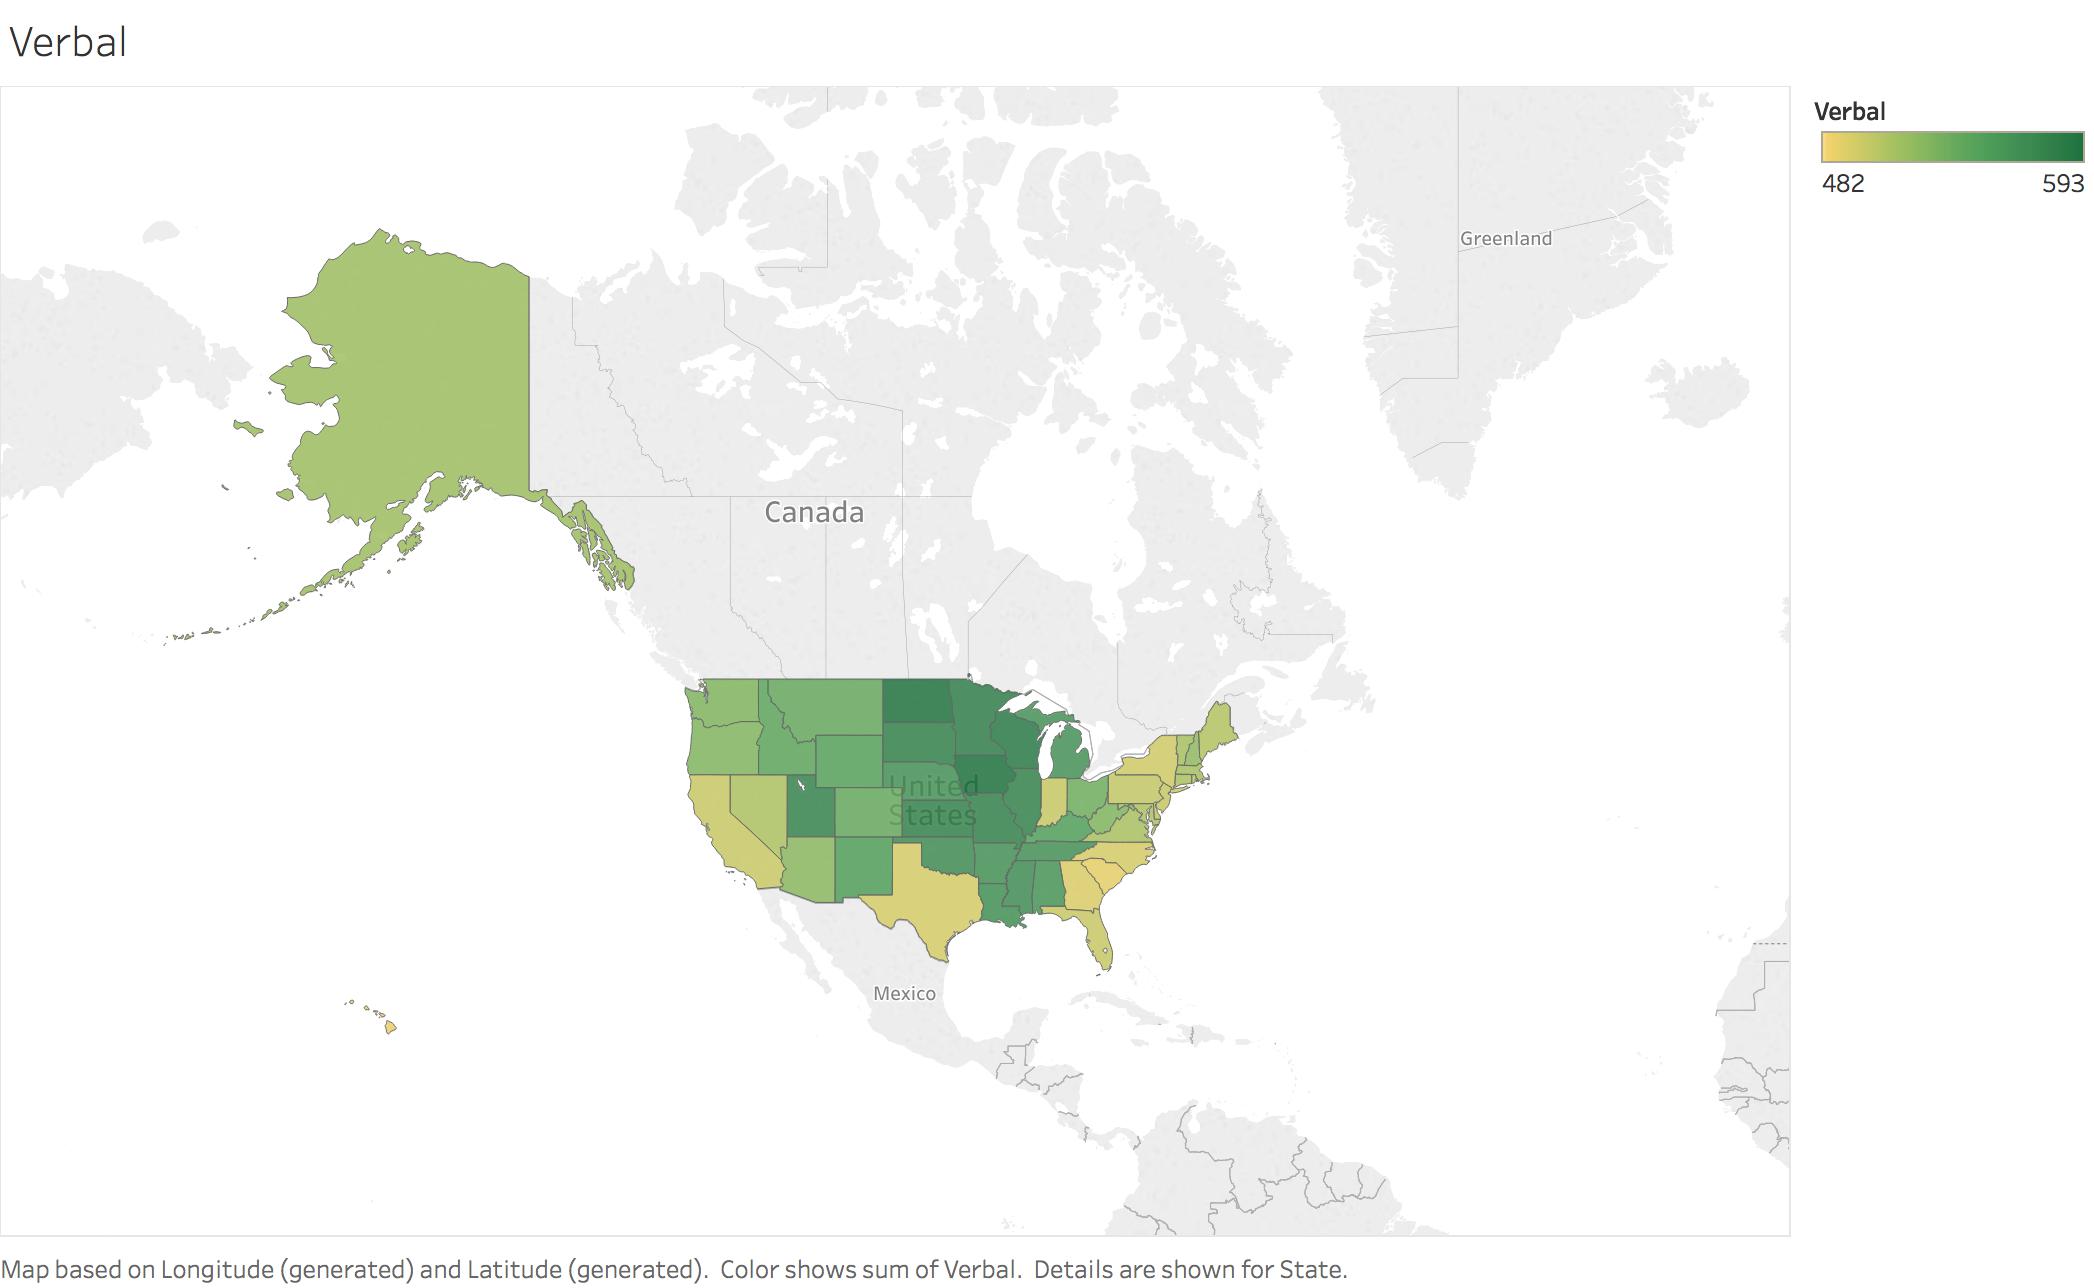 Verbal
Verbal
482 593
Greenland
Canada
United
States
Mexico
Map based on Longitude (generated) and Latitude (generated).  Color shows sum of Verbal.  Details are shown for State.